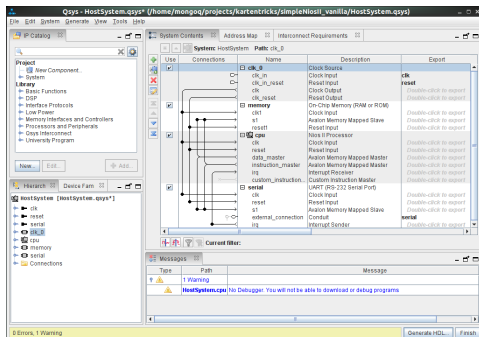 Qsys - HostSystem.qsys* (/home/mongoq/projects/kartentricks/simpleNiosII_vanilla/HostSystem.qsys)
File Edit System Generate View Tools Help
IP Catalog
Project
New Component...
System
Library
Basic Functions
DSP
Interface Protocols
Low Power
Memory Interfaces and Controllers
Processors and Peripherals
Qsys Interconnect
University Program
New... Edit... Add...
Hierarch Device Fam
HostSystem [HostSystem.qsys*]
clk
reset
serial
clk_0
cpu
memory
serial
Connections
System Contents Address Map Interconnect Requirements
System: HostSystem Path: clk_0
Use Connections Name Description Export
clk_0 Clock Source
clk_in Clock Input clk
clk_in_reset Reset Input reset
clk Clock Output Double-click to export
clk_reset Reset Output Double-click to export
memory On-Chip Memory (RAM or ROM)
clk1 Clock Input Double-click to export
s1 Avalon Memory Mapped Slave Double-click to export
reset1 Reset Input Double-click to export
cpu Nios II Processor
clk Clock Input Double-click to export
reset Reset Input Double-click to export
data_master Avalon Memory Mapped Master Double-click to export
instruction_master Avalon Memory Mapped Master Double-click to export
irq Interrupt Receiver Double-click to export
custom_instruction... Custom Instruction Master Double-click to export
serial UART (RS-232 Serial Port)
clk Clock Input Double-click to export
reset Reset Input Double-click to export
s1 Avalon Memory Mapped Slave Double-click to export
external_connection Conduit serial
irq Interrupt Sender Double-click to export
Current filter:
Messages
Type Path Message
1 Warning
HostSystem.cpu No Debugger. You will not be able to download or debug programs.
0 Errors, 1 Warning
Generate HDL... Finish